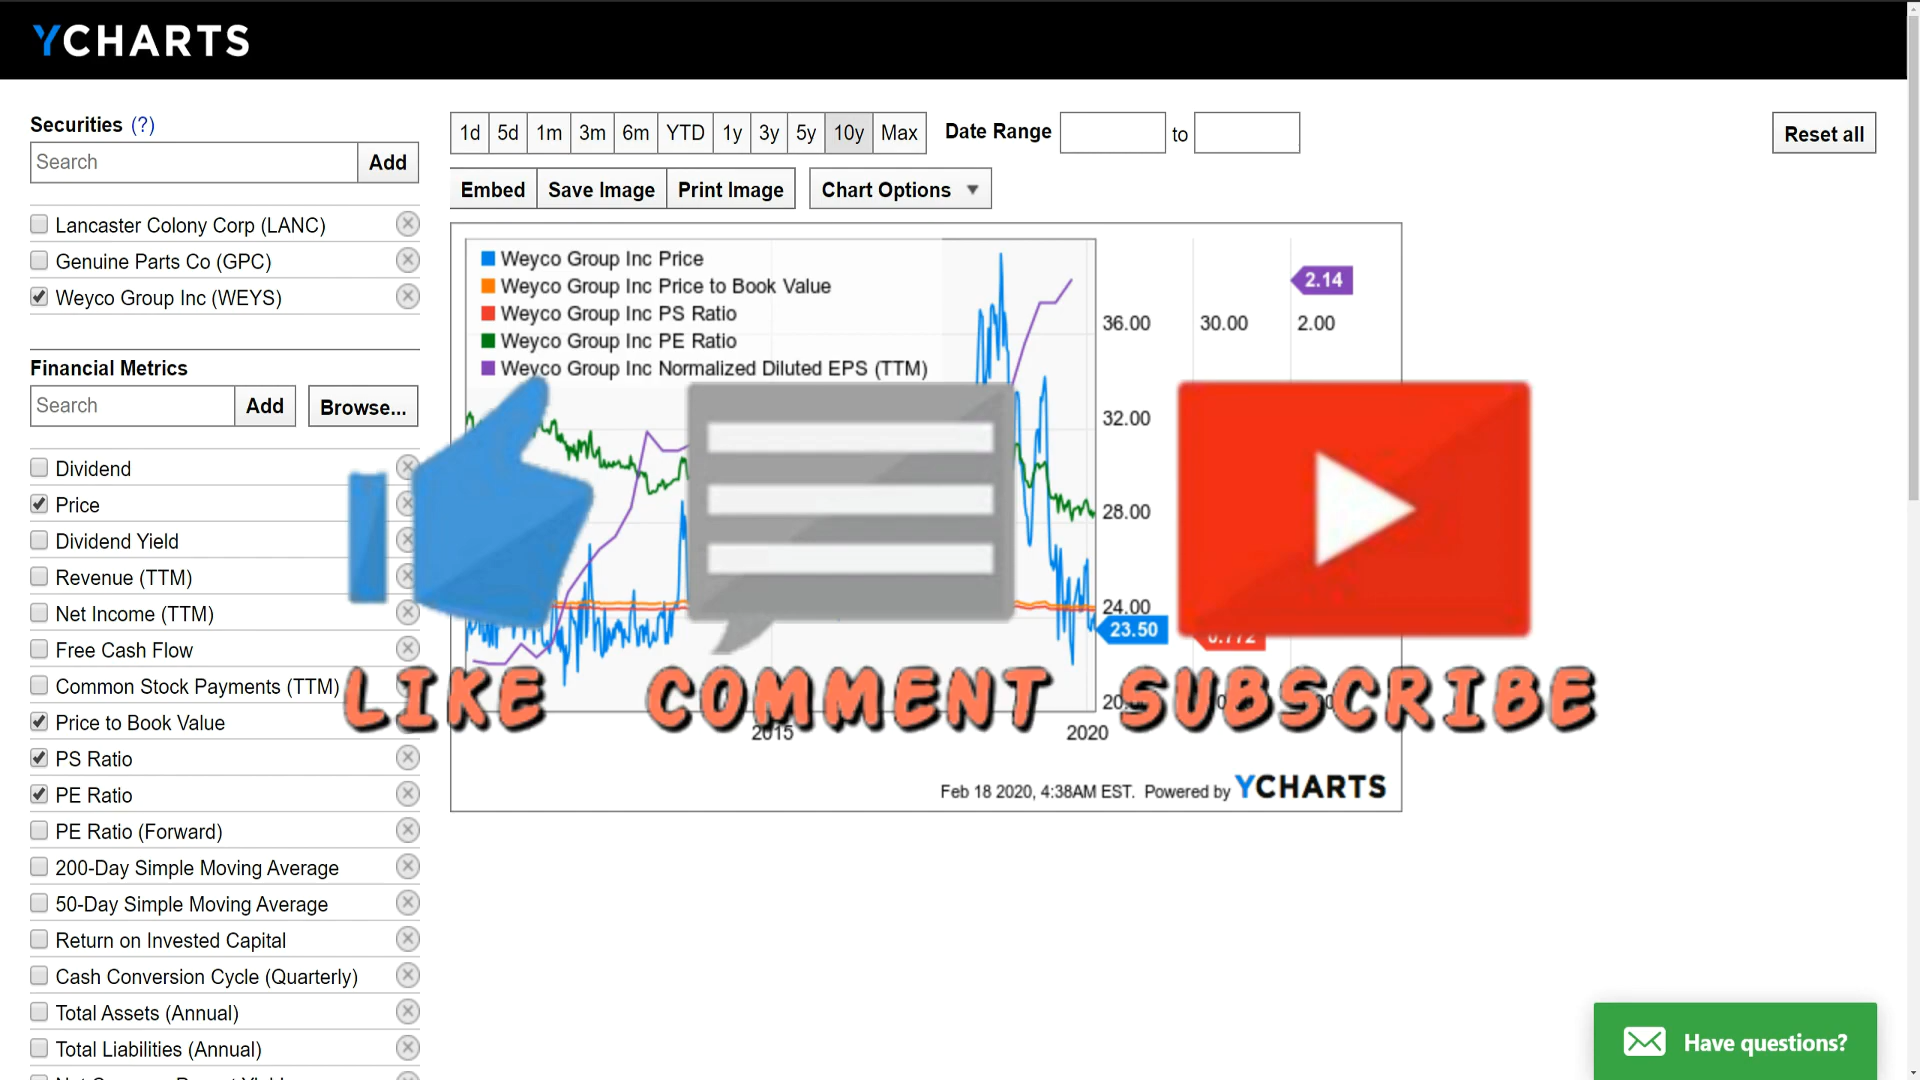 YCHARTS
Securities (?)
Search
Add
Lancaster Colony Corp (LANC)
Genuine Parts Co (GPC)
Weyco Group Inc (WEYS)
Financial Metrics
Search
Add
Browse...
Dividend
Price
Dividend Yield
Revenue (TTM)
Net Income (TTM)
Free Cash Flow
Common Stock Payments (TTM)
Price to Book Value
PS Ratio
PE Ratio
PE Ratio (Forward)
200-Day Simple Moving Average
50-Day Simple Moving Average
Return on Invested Capital
Cash Conversion Cycle (Quarterly)
Total Assets (Annual)
Total Liabilities (Annual)
1d 5d 1m 3m 6m YTD 1y 3y 5y 10y Max
Date Range to
Reset all
Embed Save Image Print Image Chart Options
Weyco Group Inc Price
Weyco Group Inc Price to Book Value
Weyco Group Inc PS Ratio
Weyco Group Inc PE Ratio
Weyco Group Inc Normalized Diluted EPS (TTM)
2.14
36.00 30.00 2.00
32.00
28.00
24.00
23.50
LIKE COMMENT SUBSCRIBE
2015 2020
Feb 18 2020, 4:38AM EST. Powered by YCHARTS
Have questions?